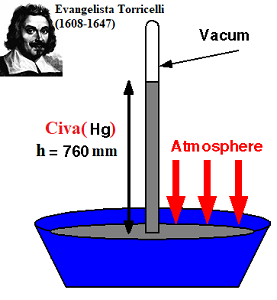 Evangelista Torricelli
(1608-1647)
Vacum
Civa(Hg)
h = 760 mm
Atmosphere